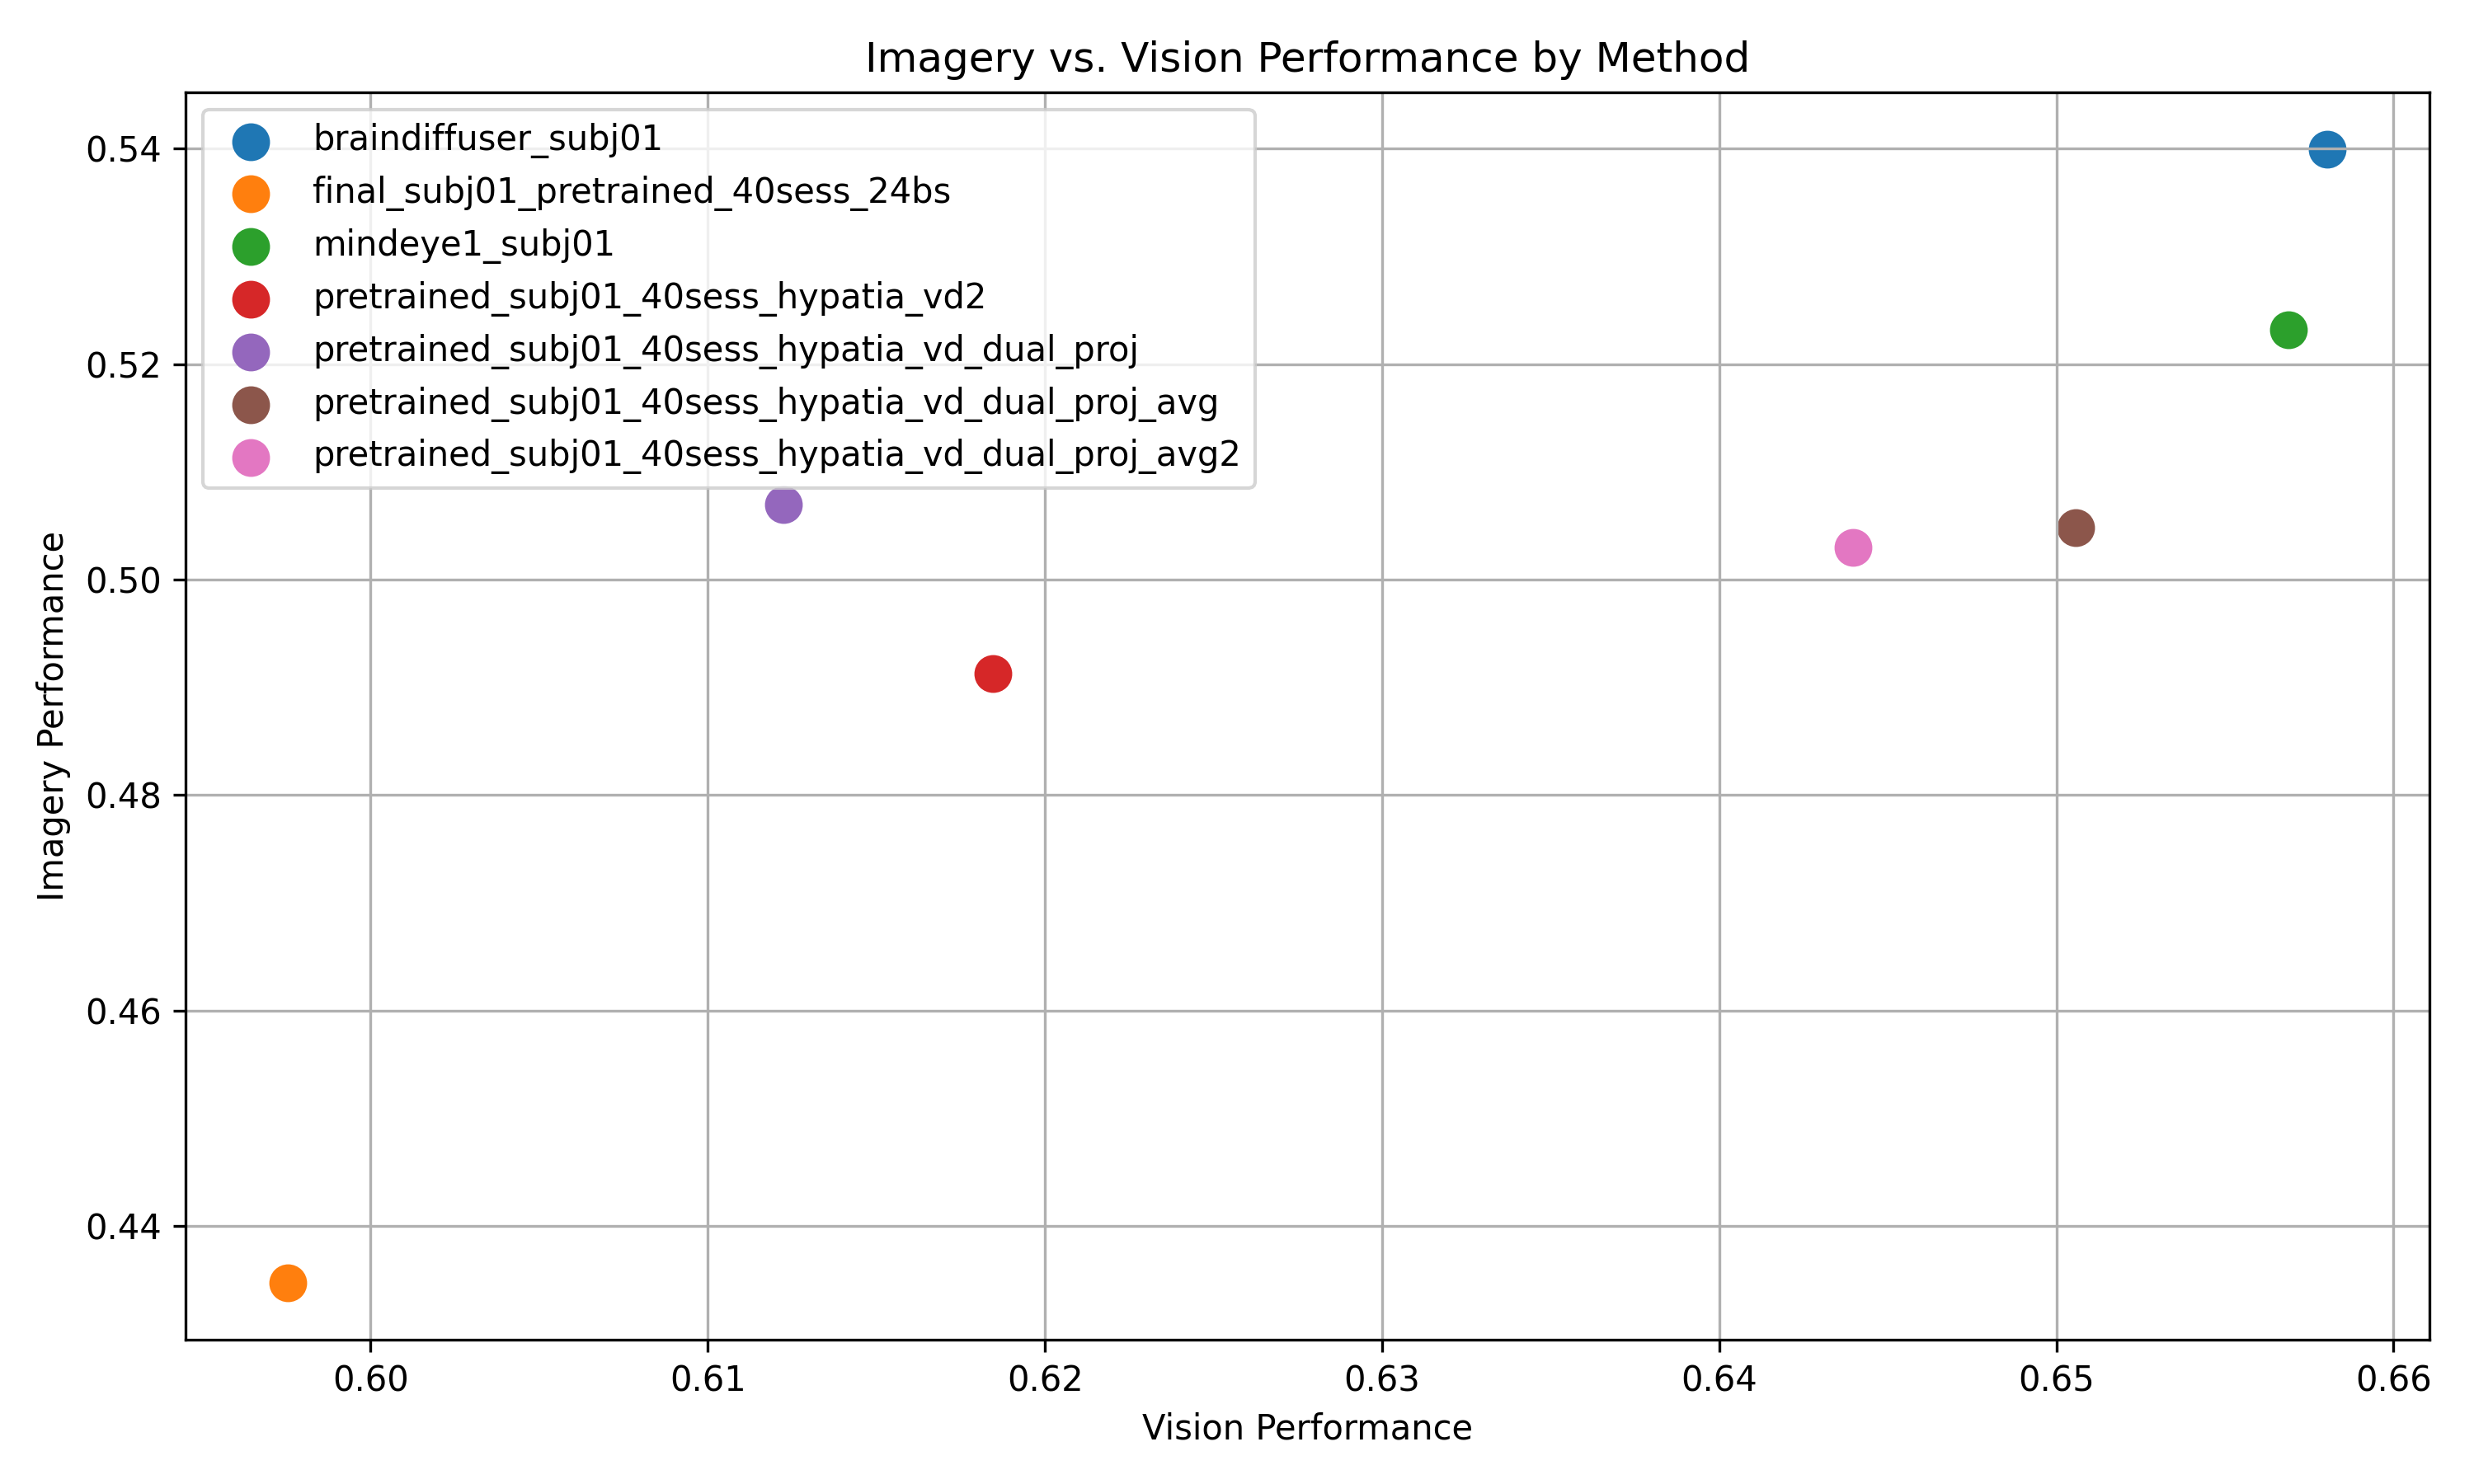 Imagery vs. Vision Performance by Method
braindiffuser_subj01
final_subj01_pretrained_40sess_24bs
mindeye1_subj01
pretrained_subj01_40sess_hypatia_vd2
pretrained_subj01_40sess_hypatia_vd_dual_proj
pretrained_subj01_40sess_hypatia_vd_dual_proj_avg
pretrained_subj01_40sess_hypatia_vd_dual_proj_avg2
Imagery Performance
0.54
0.52
0.50
0.48
0.46
0.44
0.60 0.61 0.62 0.63 0.64 0.65 0.66
Vision Performance